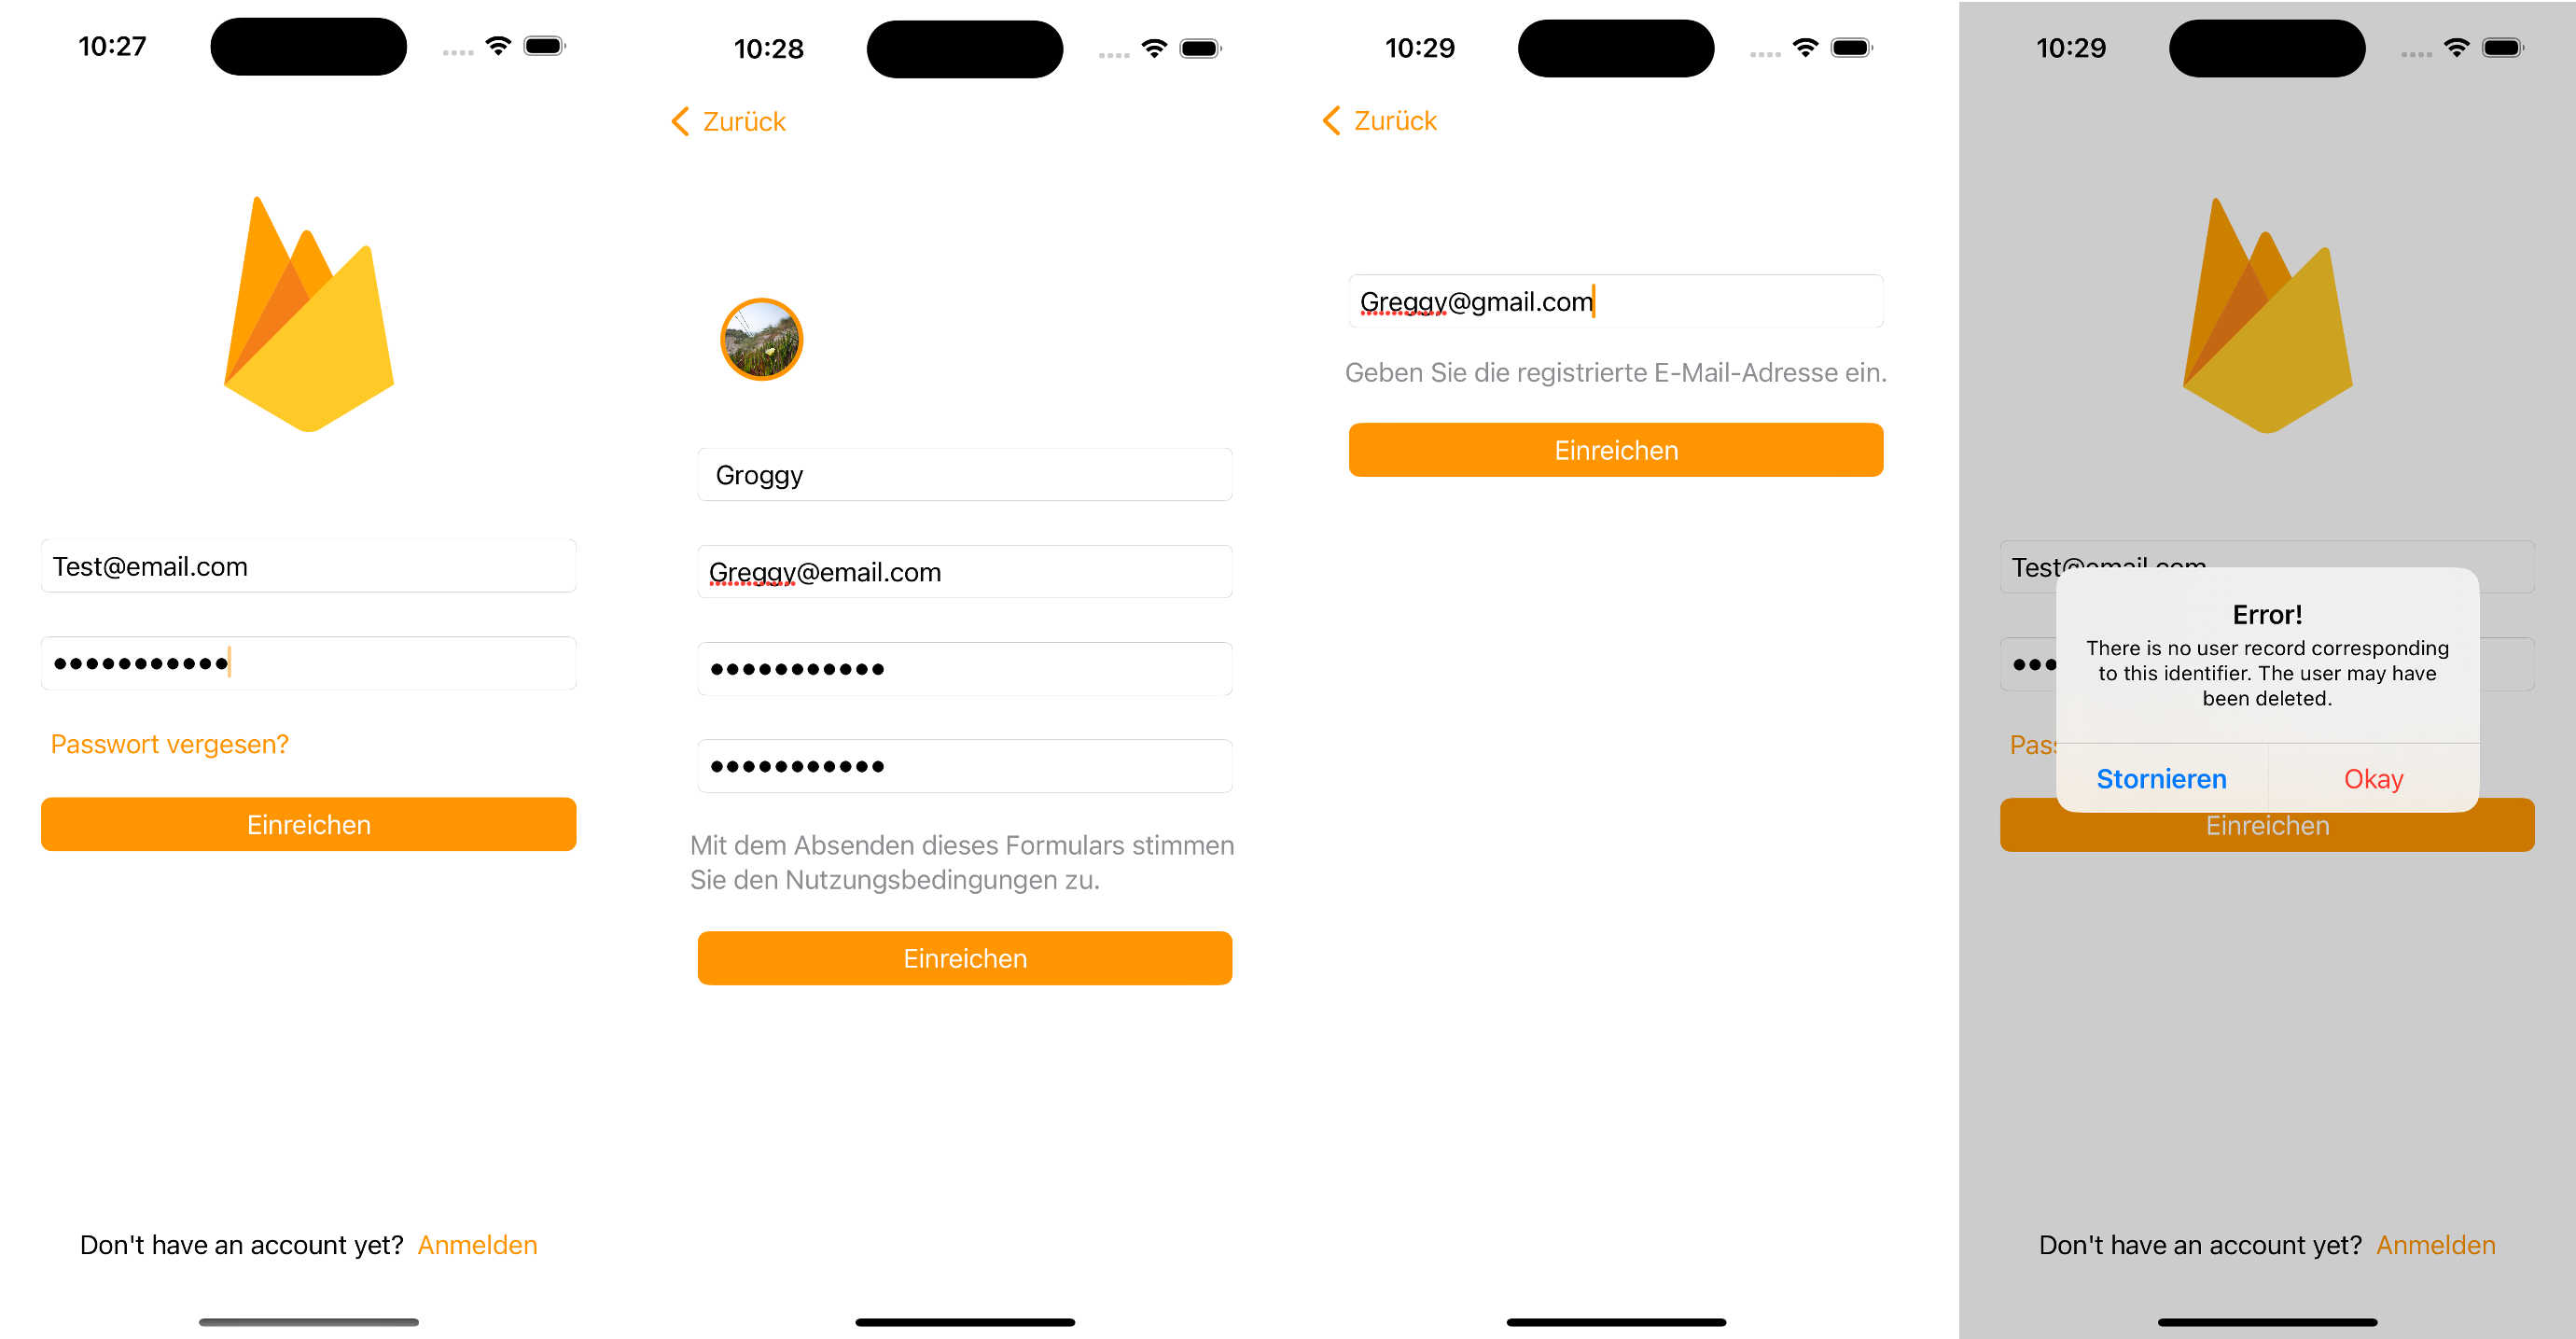 10:27
Test@email.com
●●●●●●●●●●●
Passwort vergesen?
Einreichen
Don't have an account yet? Anmelden
10:28
Zurück
Groggy
Greggy@email.com
●●●●●●●●●●●
●●●●●●●●●●●
Mit dem Absenden dieses Formulars stimmen
Sie den Nutzungsbedingungen zu.
Einreichen
10:29
Zurück
Greggy@gmail.com
Geben Sie die registrierte E-Mail-Adresse ein.
Einreichen
10:29
Test@email.com
●●●
Error!
There is no user record corresponding
to this identifier. The user may have
been deleted.
Pas
Stornieren Okay
Einreichen
Don't have an account yet? Anmelden